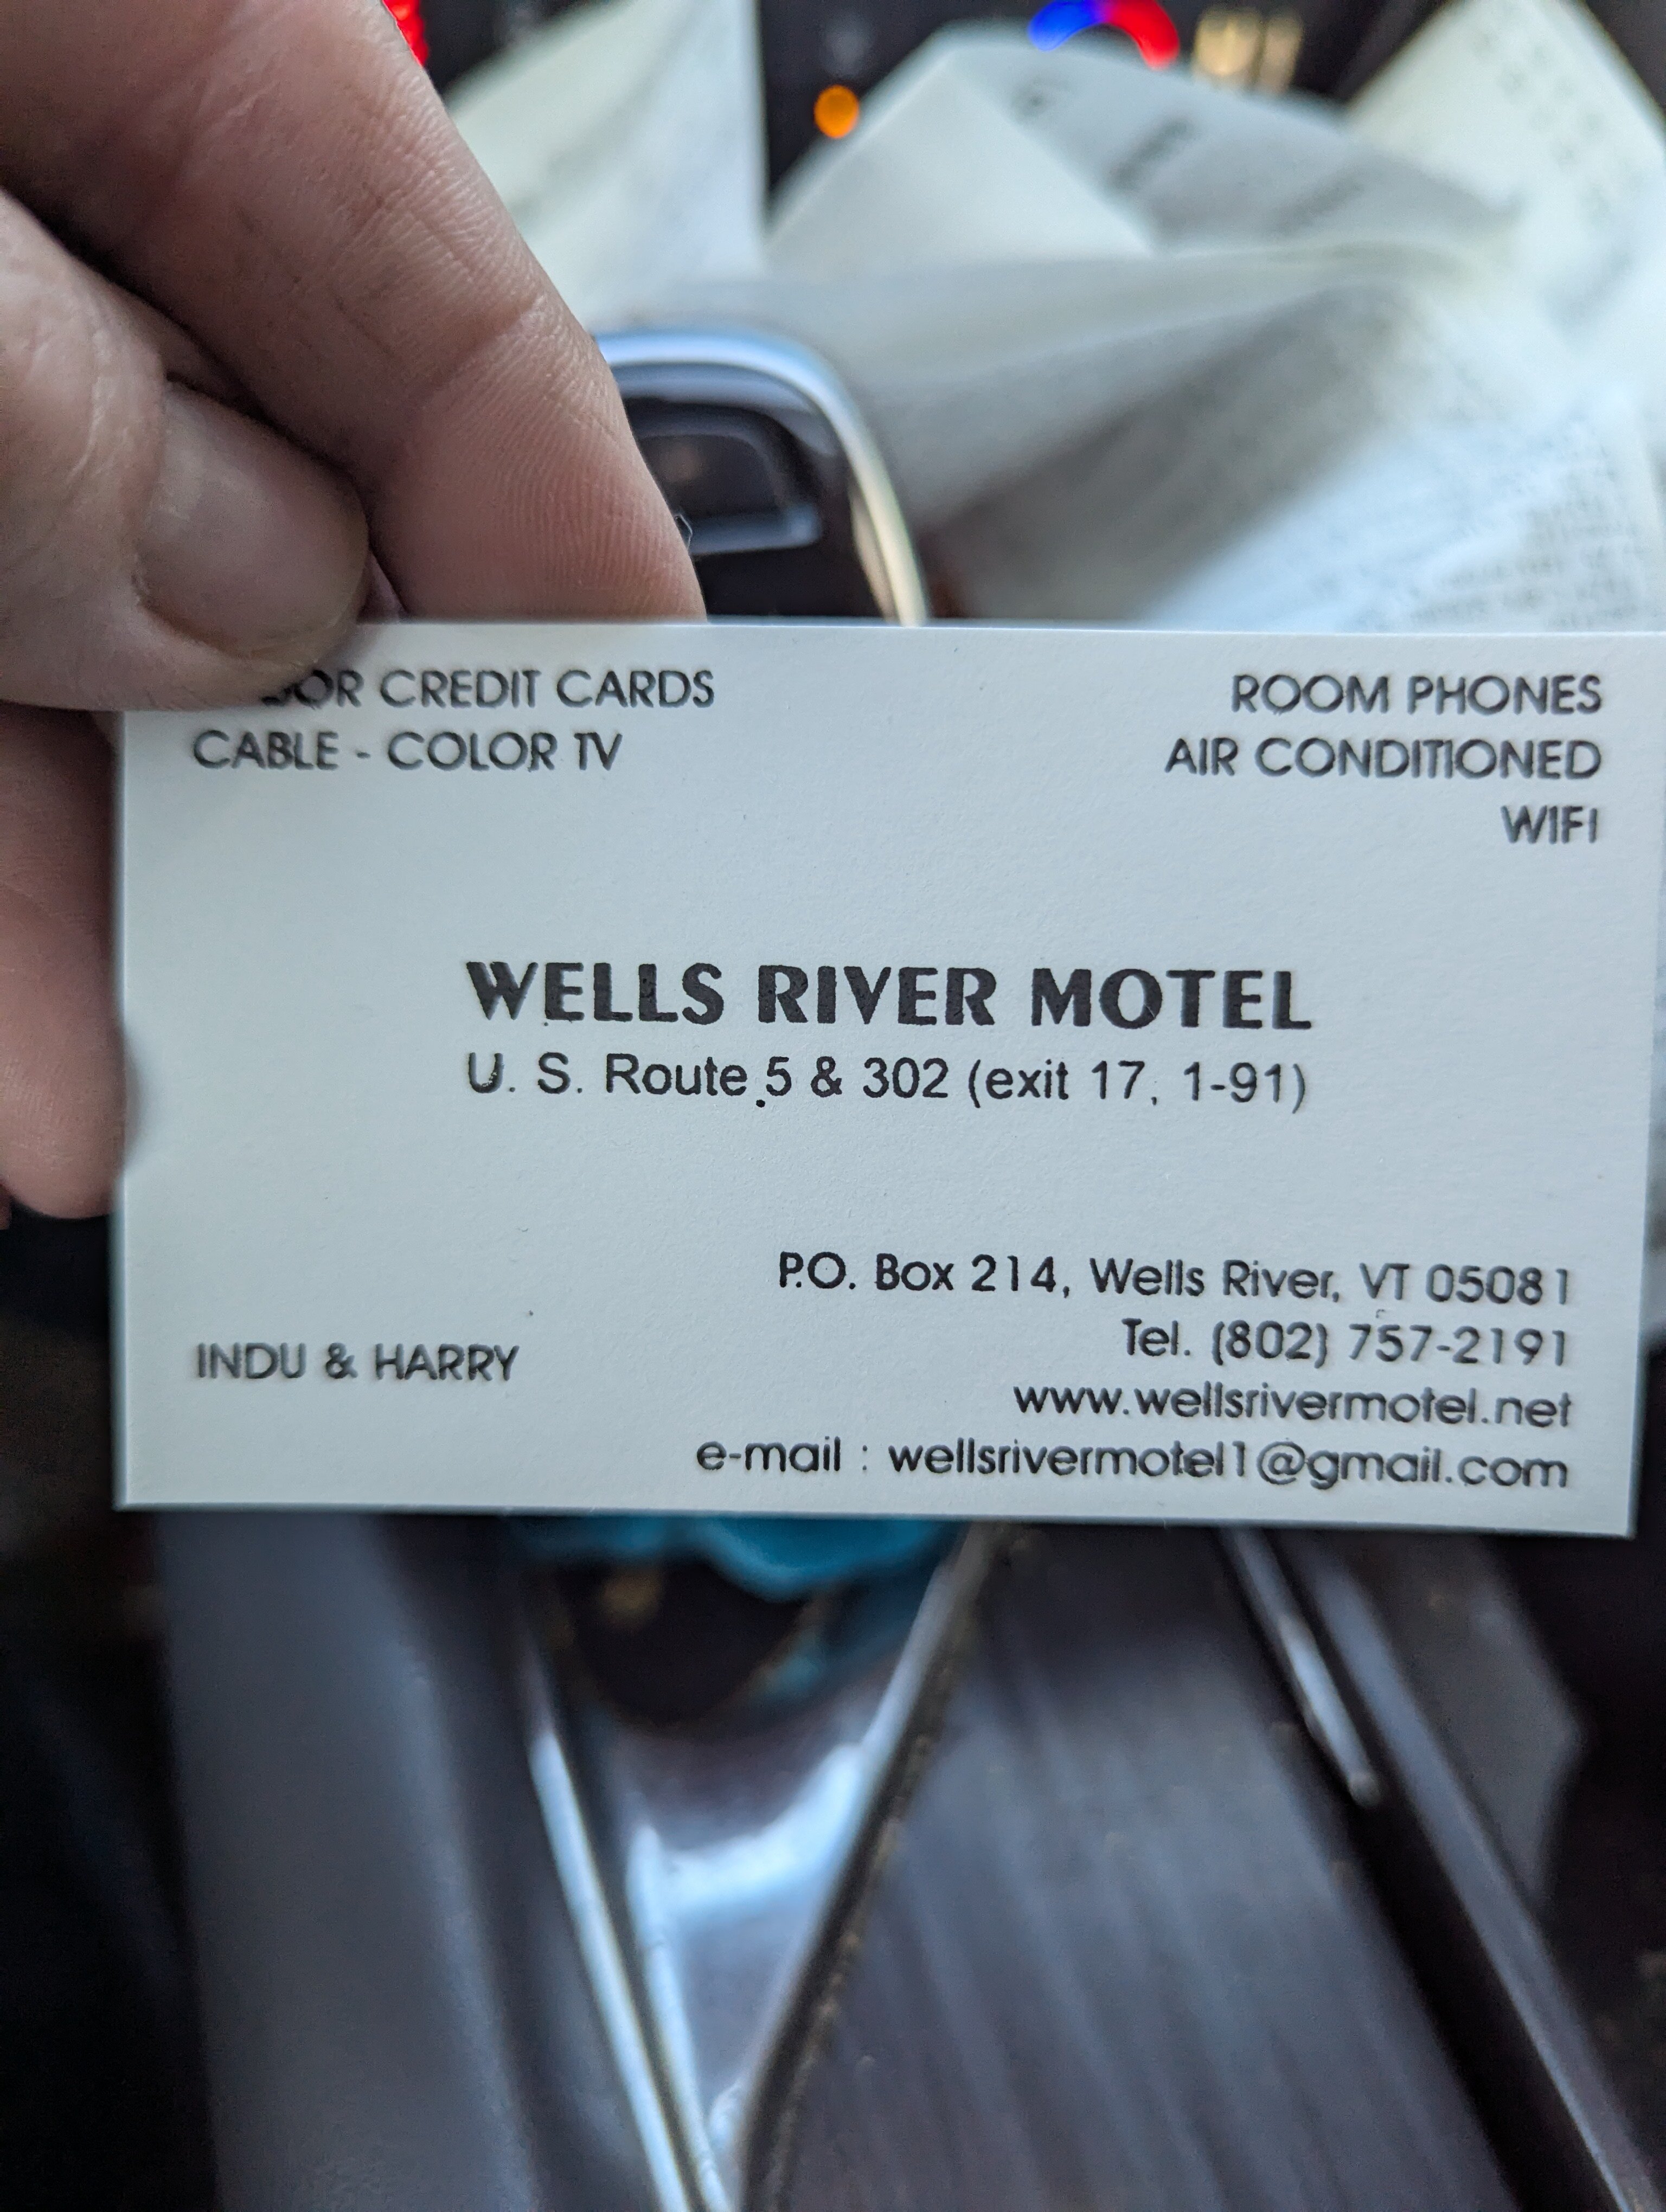 CREDIT CARDS
CABLE - COLOR TV
ROOM PHONES
AIR CONDITIONED
WIFI
WELLS RIVER MOTEL
U. S. Route 5 & 302 (exit 17, 1-91)
INDU & HARRY
P.O. Box 214, Wells River, VT 05081
Tel. (802) 757-2191
www.wellsrivermotel.net
e-mail : wellsrivermotel1@gmail.com